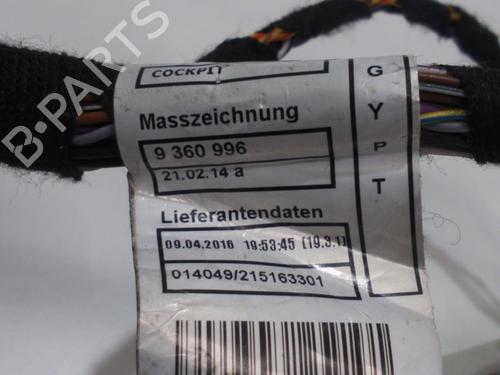 COCKPIT
Masszeichnung
9 360 996
21.02.14 a
Lieferantendaten
09.04.2016 19:53:45 (19.3.1)
014049/215163301
G
Y
P
T
B-PARTS